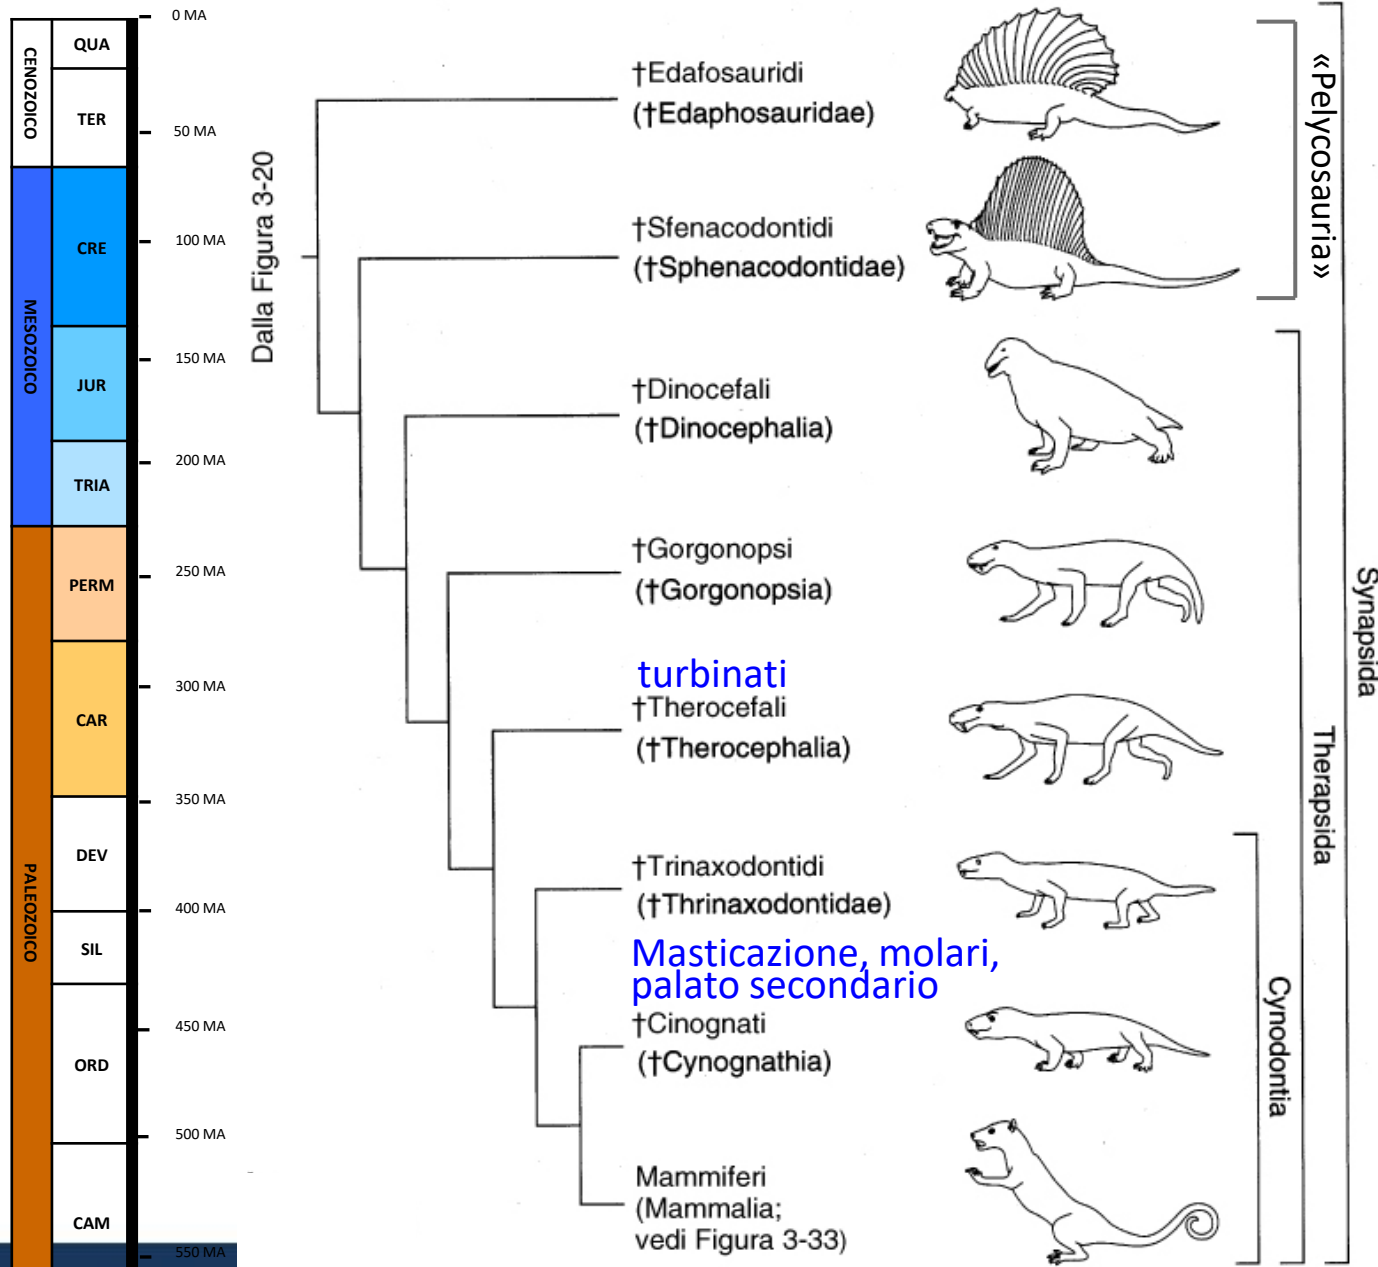 0 MA
CENOZOICO
QUA
TER
50 MA
MESOZOICO
CRE
100 MA
JUR
150 MA
TRIA
200 MA
PALEOZOICO
PERM
250 MA
CAR
300 MA
350 MA
DEV
400 MA
SIL
450 MA
ORD
500 MA
CAM
550 MA
Dalla Figura 3-20
†Edafosauridi
(†Edaphosauridae)
†Sfenacodontidi
(†Sphenacodontidae)
†Dinocefali
(†Dinocephalia)
†Gorgonopsi
(†Gorgonopsia)
turbinati
†Therocefali
(†Therocephalia)
†Trinaxodontidi
(†Thrinaxodontidae)
Masticazione, molari,
palato secondario
†Cinognati
(†Cynognathia)
Mammiferi
(Mammalia;
vedi Figura 3-33)
«Pelycosauria»
Synapsida
Therapsida
Cynodontia